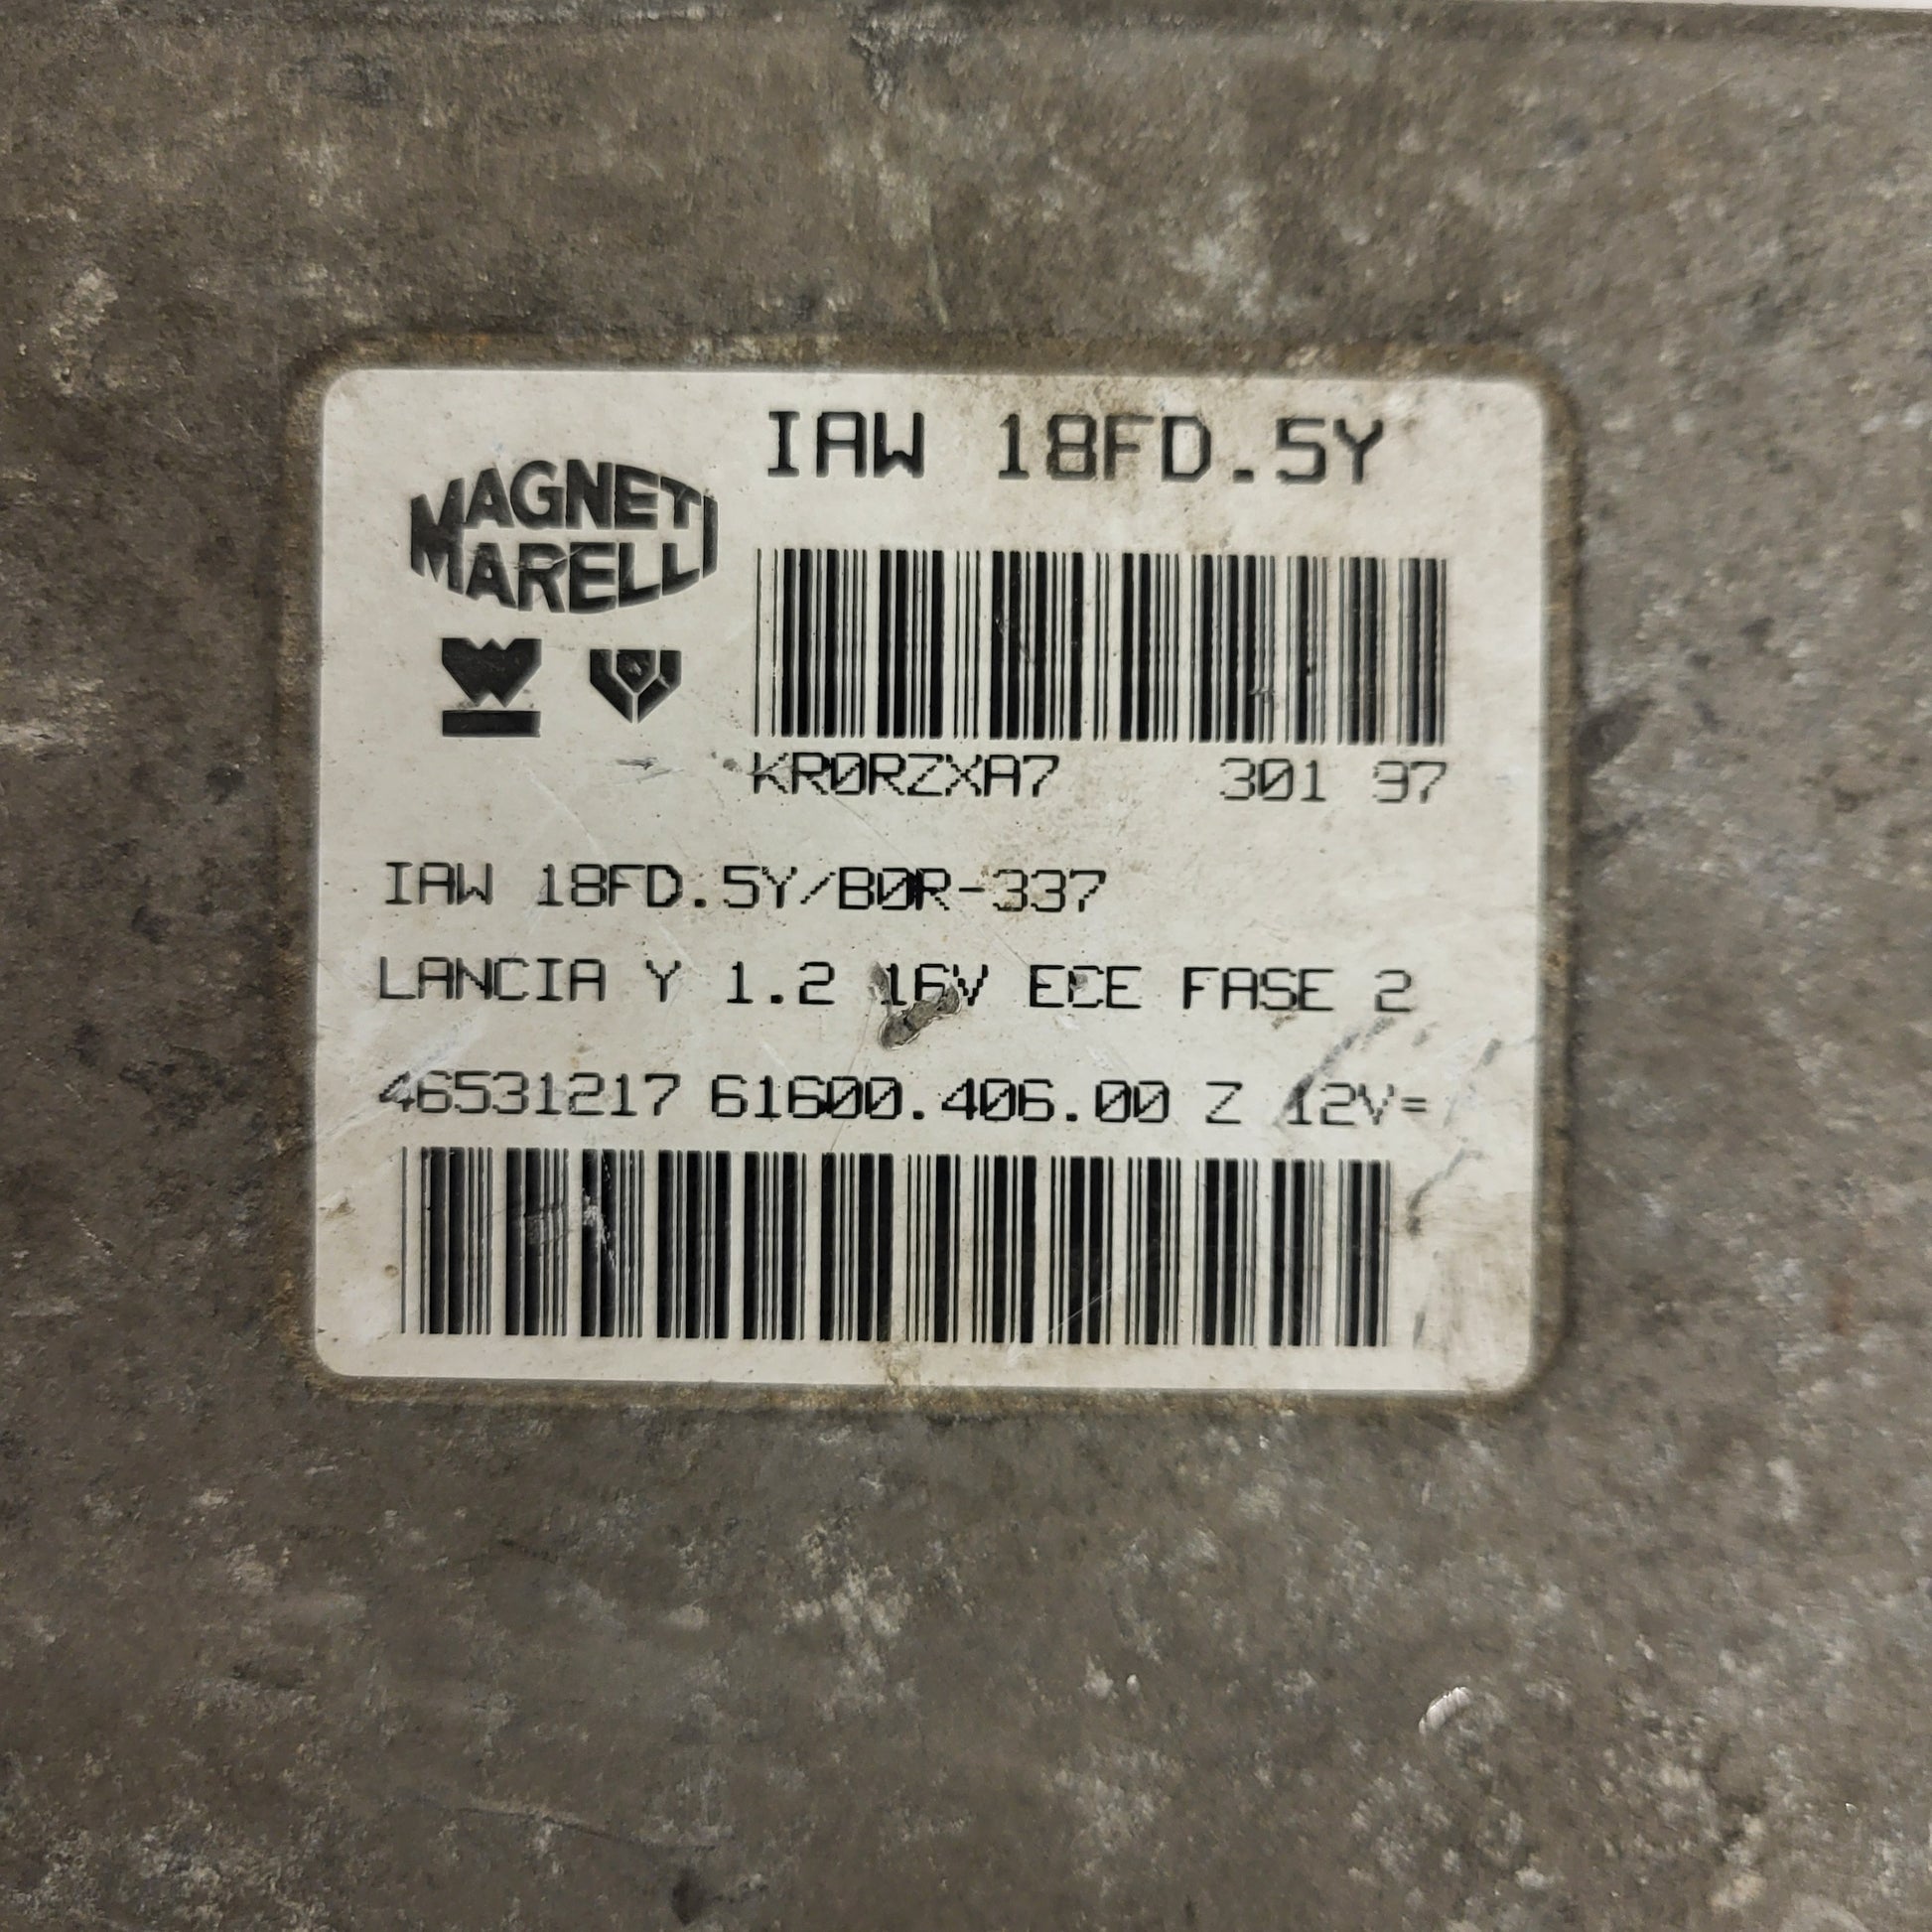 IAW 18FD.5Y
MAGNETI
MARELLI
KR0RZXA7 301 97
IAW 18FD.5Y/B0R-337
LANCIA Y 1.2 16V ECE FASE 2
46531217 61600.406.00 Z 12V=